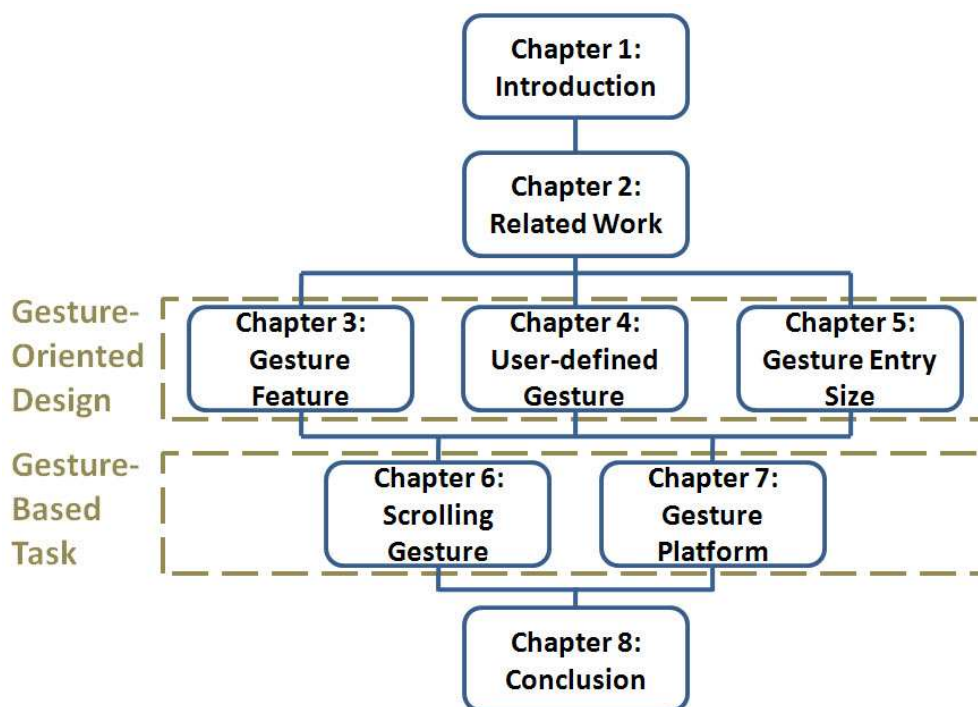 Chapter 1:
Introduction
Chapter 2:
Related Work
Gesture-
Oriented
Design
Chapter 3:
Gesture
Feature
Chapter 4:
User-defined
Gesture
Chapter 5:
Gesture Entry
Size
Gesture-
Based
Task
Chapter 6:
Scrolling
Gesture
Chapter 7:
Gesture
Platform
Chapter 8:
Conclusion